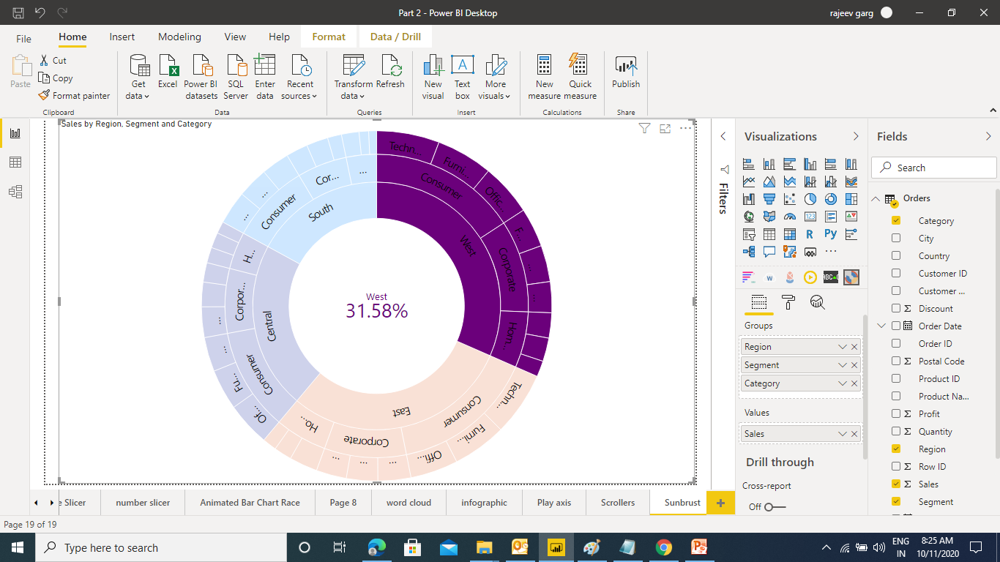 Part 2 - Power BI Desktop
rajeev garg
File Home Insert Modeling View Help Format Data / Drill
Paste
Cut
Copy
Format painter
Clipboard
Get data
Excel
Power BI datasets
SQL Server
Enter data
Recent sources
Data
Transform data
Refresh
Queries
New visual
Text box
More visuals
Insert
New measure
Quick measure
Calculations
Publish
Share
Sales by Region, Segment and Category
West
31.58%
West
Consumer
Techn...
Furni...
Offic...
Corporate
F...
...
...
Hom...
East
Consumer
Techn...
Furni...
Offi...
Corporate
...
...
...
Ho...
Central
Consumer
Of...
Fu...
...
Corpor...
...
H...
South
Consumer
...
...
Cor...
...
Filters
Visualizations
R
Py
123
...
W
ABC
Groups
Region
Segment
Category
Values
Sales
Drill through
Cross-report
Off
Fields
Search
Orders
Category
City
Country
Customer ID
Customer ...
Σ Discount
Order Date
Order ID
Σ Postal Code
Product ID
Product Na...
Σ Profit
Σ Quantity
Region
Σ Row ID
Σ Sales
Segment
e Slicer
number slicer
Animated Bar Chart Race
Page 8
word cloud
infographic
Play axis
Scrollers
Sunbrust
+
Page 19 of 19
Type here to search
ENG
IN
8:25 AM
10/11/2020